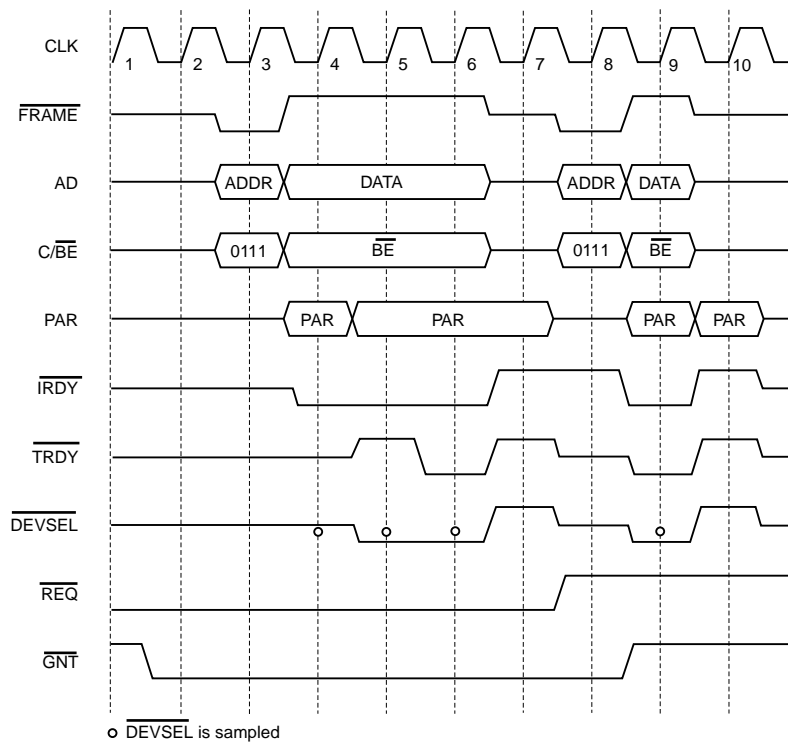 CLK
1 2 3 4 5 6 7 8 9 10
FRAME
AD ADDR DATA ADDR DATA
C/BE 0111 BE 0111 BE
PAR PAR PAR PAR PAR
IRDY
TRDY
DEVSEL
REQ
GNT
DEVSEL is sampled